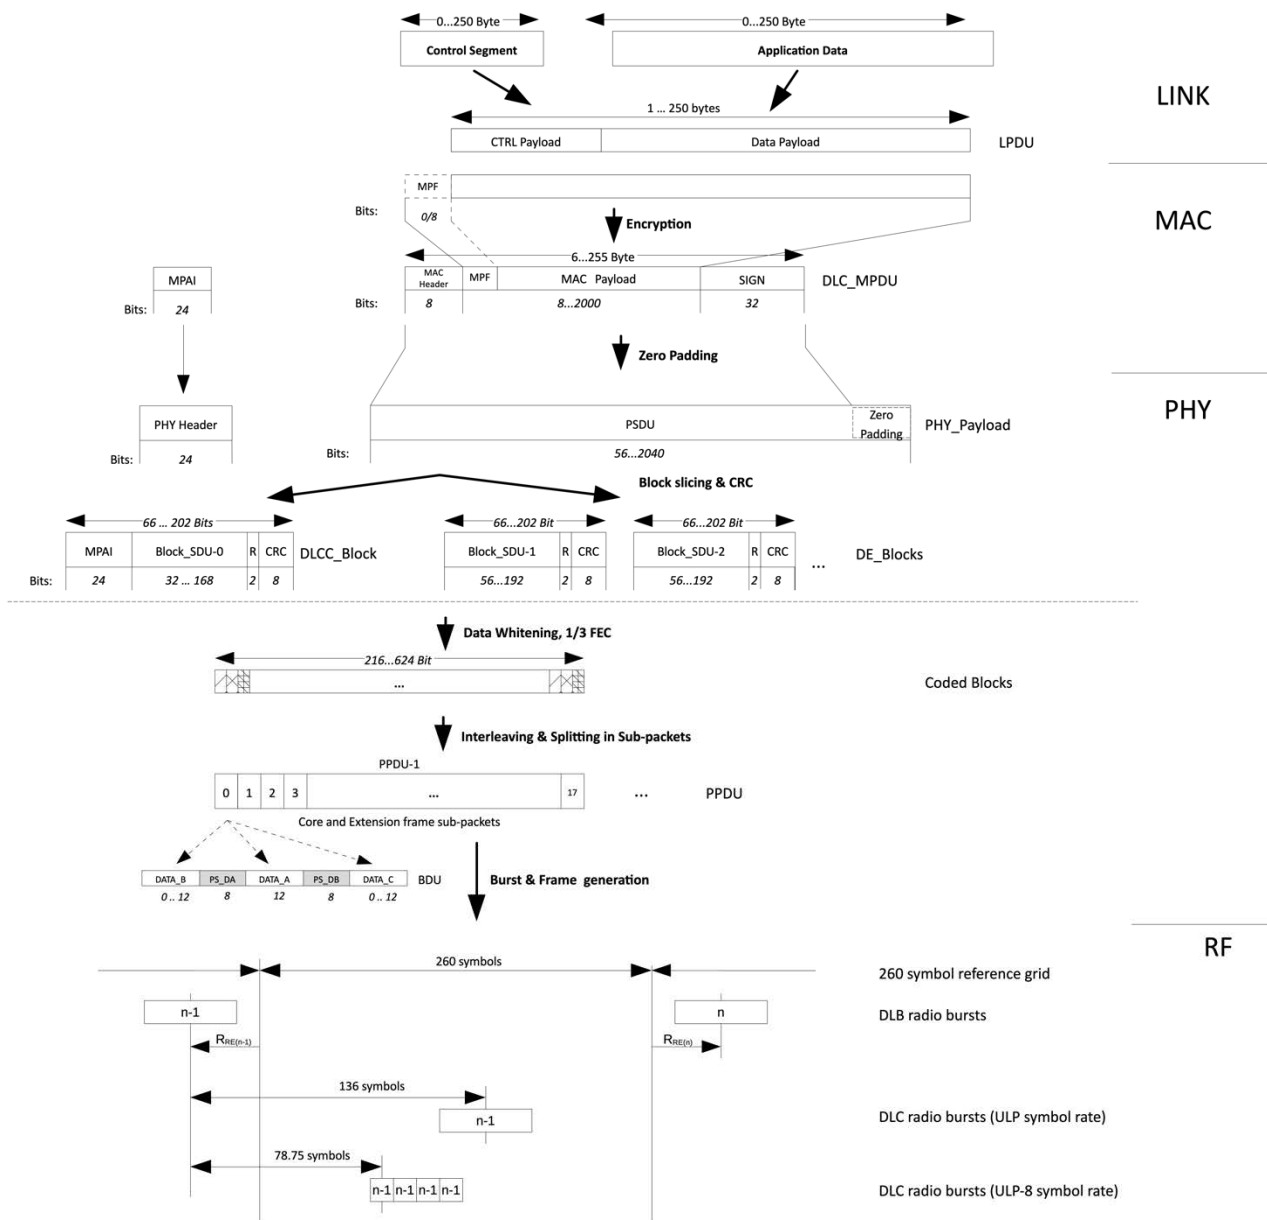 0...250 Byte 0...250 Byte
Control Segment Application Data
LINK
1 ... 250 bytes
CTRL Payload Data Payload LPDU
MPF
Bits: 0/8
Encryption
MAC
6...255 Byte
MPAI MAC Header MPF MAC Payload SIGN DLC_MPDU
Bits: 24 Bits: 8 8...2000 32
Zero Padding
PHY
PHY Header PSDU Zero Padding PHY_Payload
Bits: 24 Bits: 56...2040
Block slicing & CRC
66 ... 202 Bits 66...202 Bit 66...202 Bit
MPAI Block_SDU-0 R CRC DLCC_Block Block_SDU-1 R CRC Block_SDU-2 R CRC ... DE_Blocks
Bits: 24 32 ... 168 2 8 56...192 2 8 56...192 2 8
Data Whitening, 1/3 FEC
216...624 Bit
... Coded Blocks
Interleaving & Splitting in Sub-packets
PPDU-1
0 1 2 3 ... 17 ... PPDU
Core and Extension frame sub-packets
DATA_B PS_DA DATA_A PS_DB DATA_C BDU
0 .. 12 8 12 8 0 .. 12
Burst & Frame generation
RF
260 symbols
260 symbol reference grid
n-1 n DLB radio bursts
RRE(n-1) RRE(n)
136 symbols
n-1 DLC radio bursts (ULP symbol rate)
78.75 symbols
n-1 n-1 n-1 n-1 DLC radio bursts (ULP-8 symbol rate)